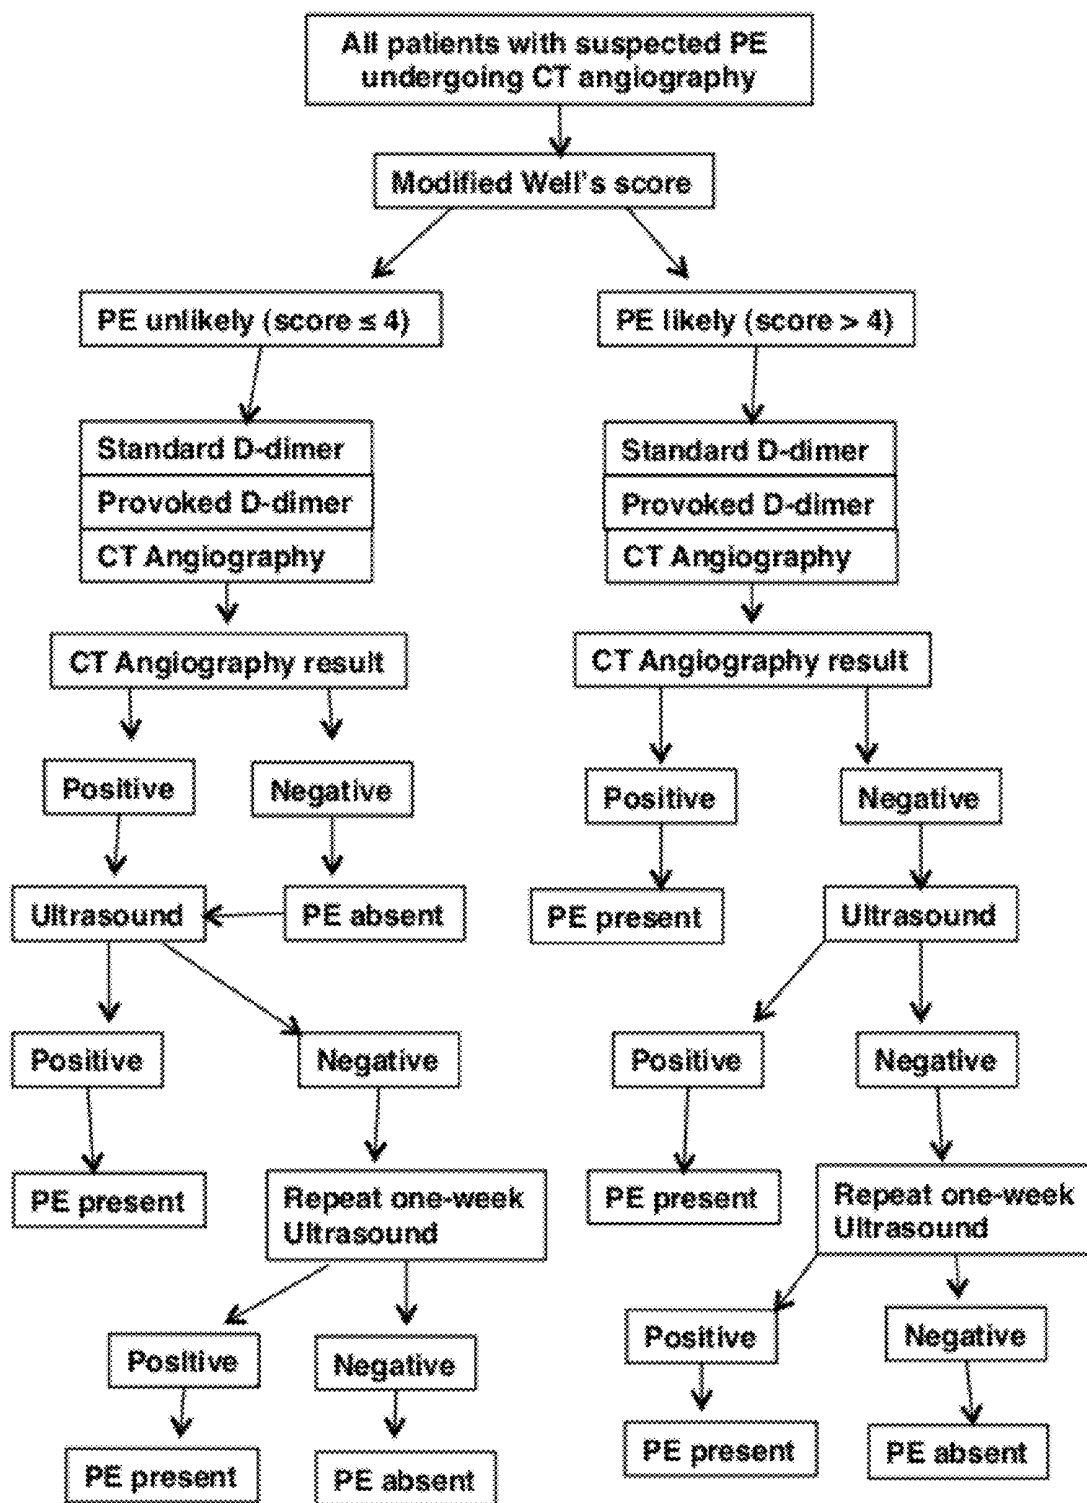 All patients with suspected PE
undergoing CT angiography
Modified Well's score
PE unlikely (score ≤ 4)
PE likely (score > 4)
Standard D-dimer
Provoked D-dimer
CT Angiography
Standard D-dimer
Provoked D-dimer
CT Angiography
CT Angiography result
CT Angiography result
Positive
Negative
Positive
Negative
Ultrasound
PE absent
PE present
Ultrasound
Positive
Negative
Positive
Negative
PE present
Repeat one-week
Ultrasound
PE present
Repeat one-week
Ultrasound
Positive
Negative
Positive
Negative
PE present
PE absent
PE present
PE absent